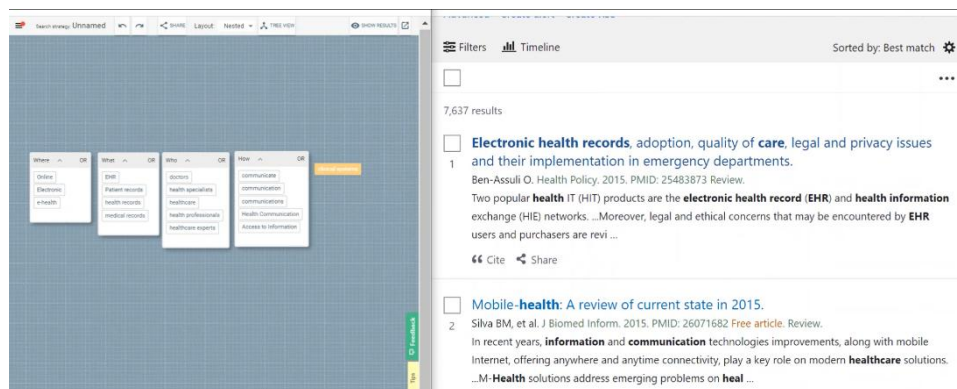 Search strategy: Unnamed
SHARE
Layout: Nested
TREE VIEW
SHOW RESULTS
Where OR
Online
Electronic
e-health
What OR
EHR
Patient records
health records
medical records
Who OR
doctors
health specialists
healthcare
health professionals
healthcare experts
How OR
communicate
communication
communications
Health Communication
Access to Information
Feedback
Tips
Filters
Timeline
Sorted by: Best match
7,637 results
1
Electronic health records, adoption, quality of care, legal and privacy issues
and their implementation in emergency departments.
Ben-Assuli O. Health Policy. 2015. PMID: 25483873 Review.
Two popular health IT (HIT) products are the electronic health record (EHR) and health information
exchange (HIE) networks. ...Moreover, legal and ethical concerns that may be encountered by EHR
users and purchasers are revi ...
Cite Share
2
Mobile-health: A review of current state in 2015.
Silva BM, et al. J Biomed Inform. 2015. PMID: 26071682 Free article. Review.
In recent years, information and communication technologies improvements, along with mobile
Internet, offering anywhere and anytime connectivity, play a key role on modern healthcare solutions.
...M-Health solutions address emerging problems on heal ...